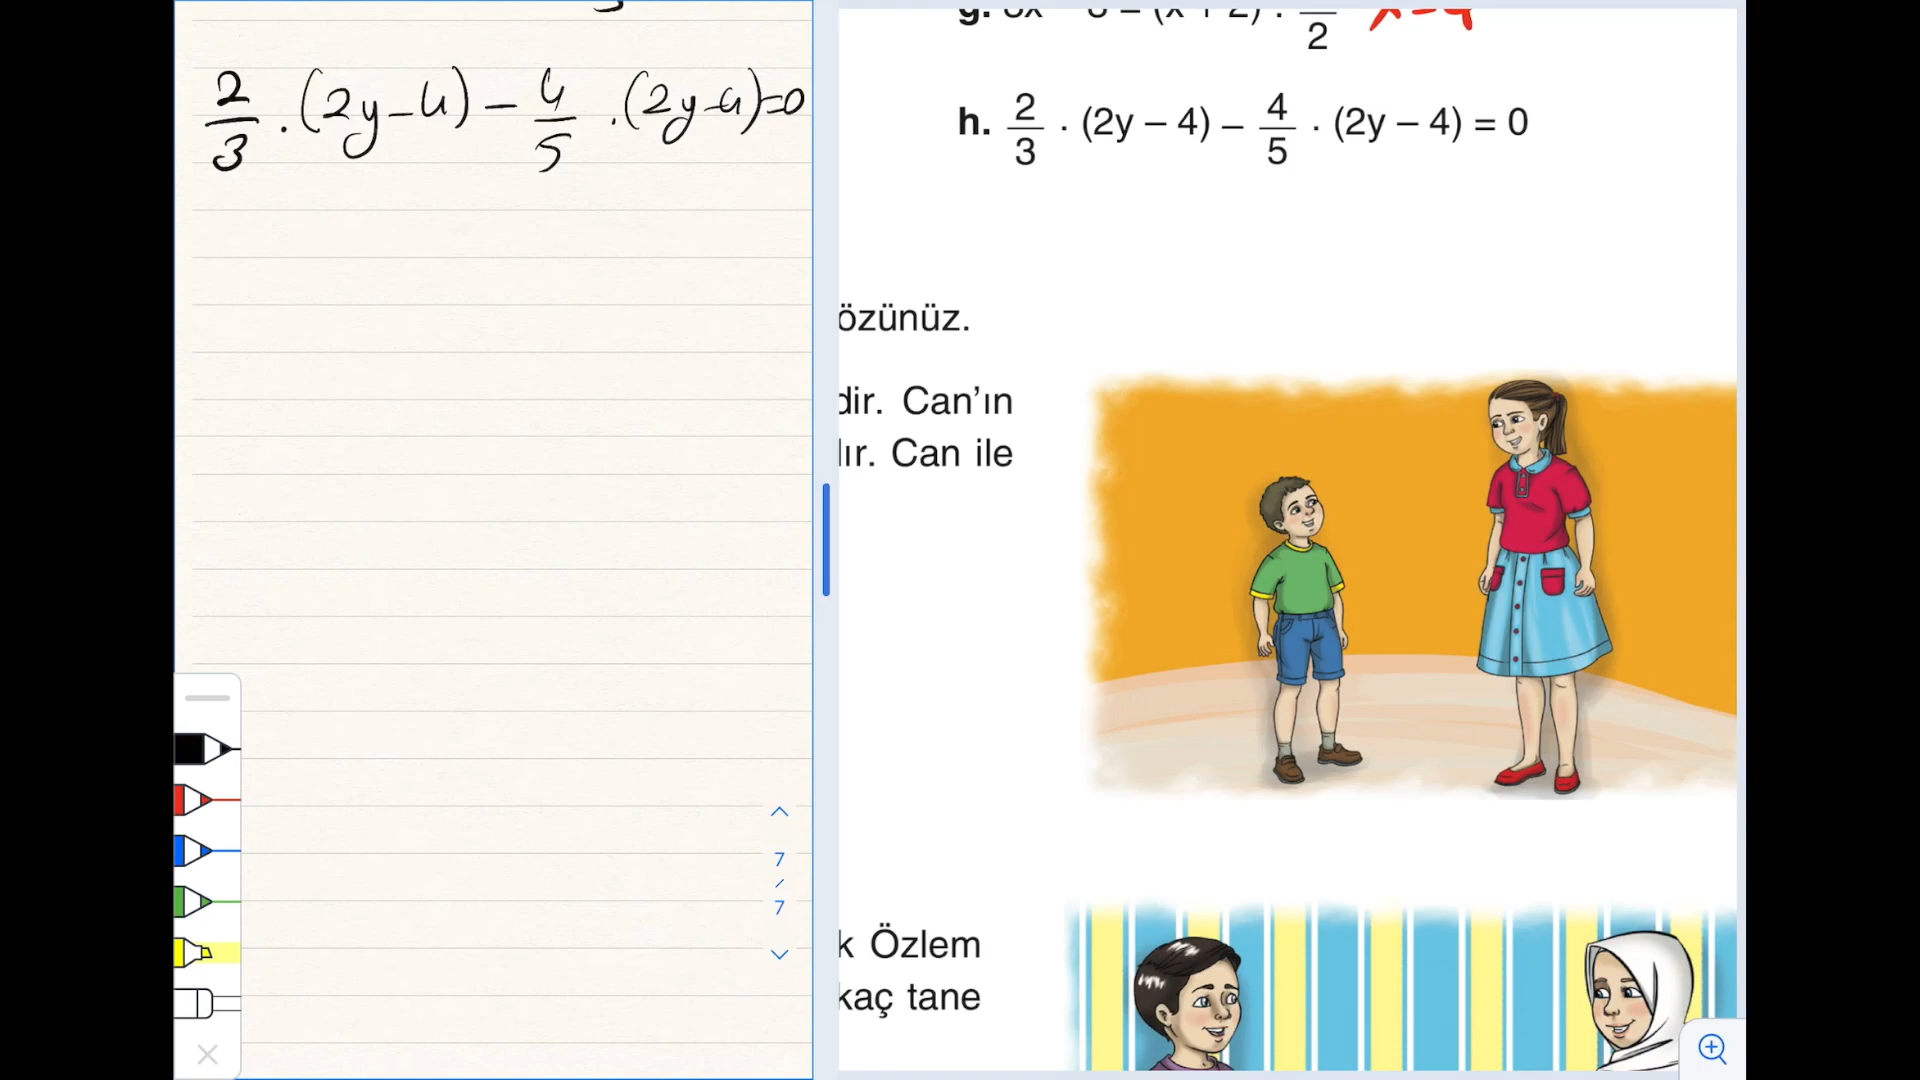 2/3 . (2y-4) - 4/5 . (2y-4)=0
2
h. 2/3 · (2y – 4) – 4/5 · (2y – 4) = 0
özünüz.
dir. Can’ın
ır. Can ile
k Özlem
kaç tane
7
/
7